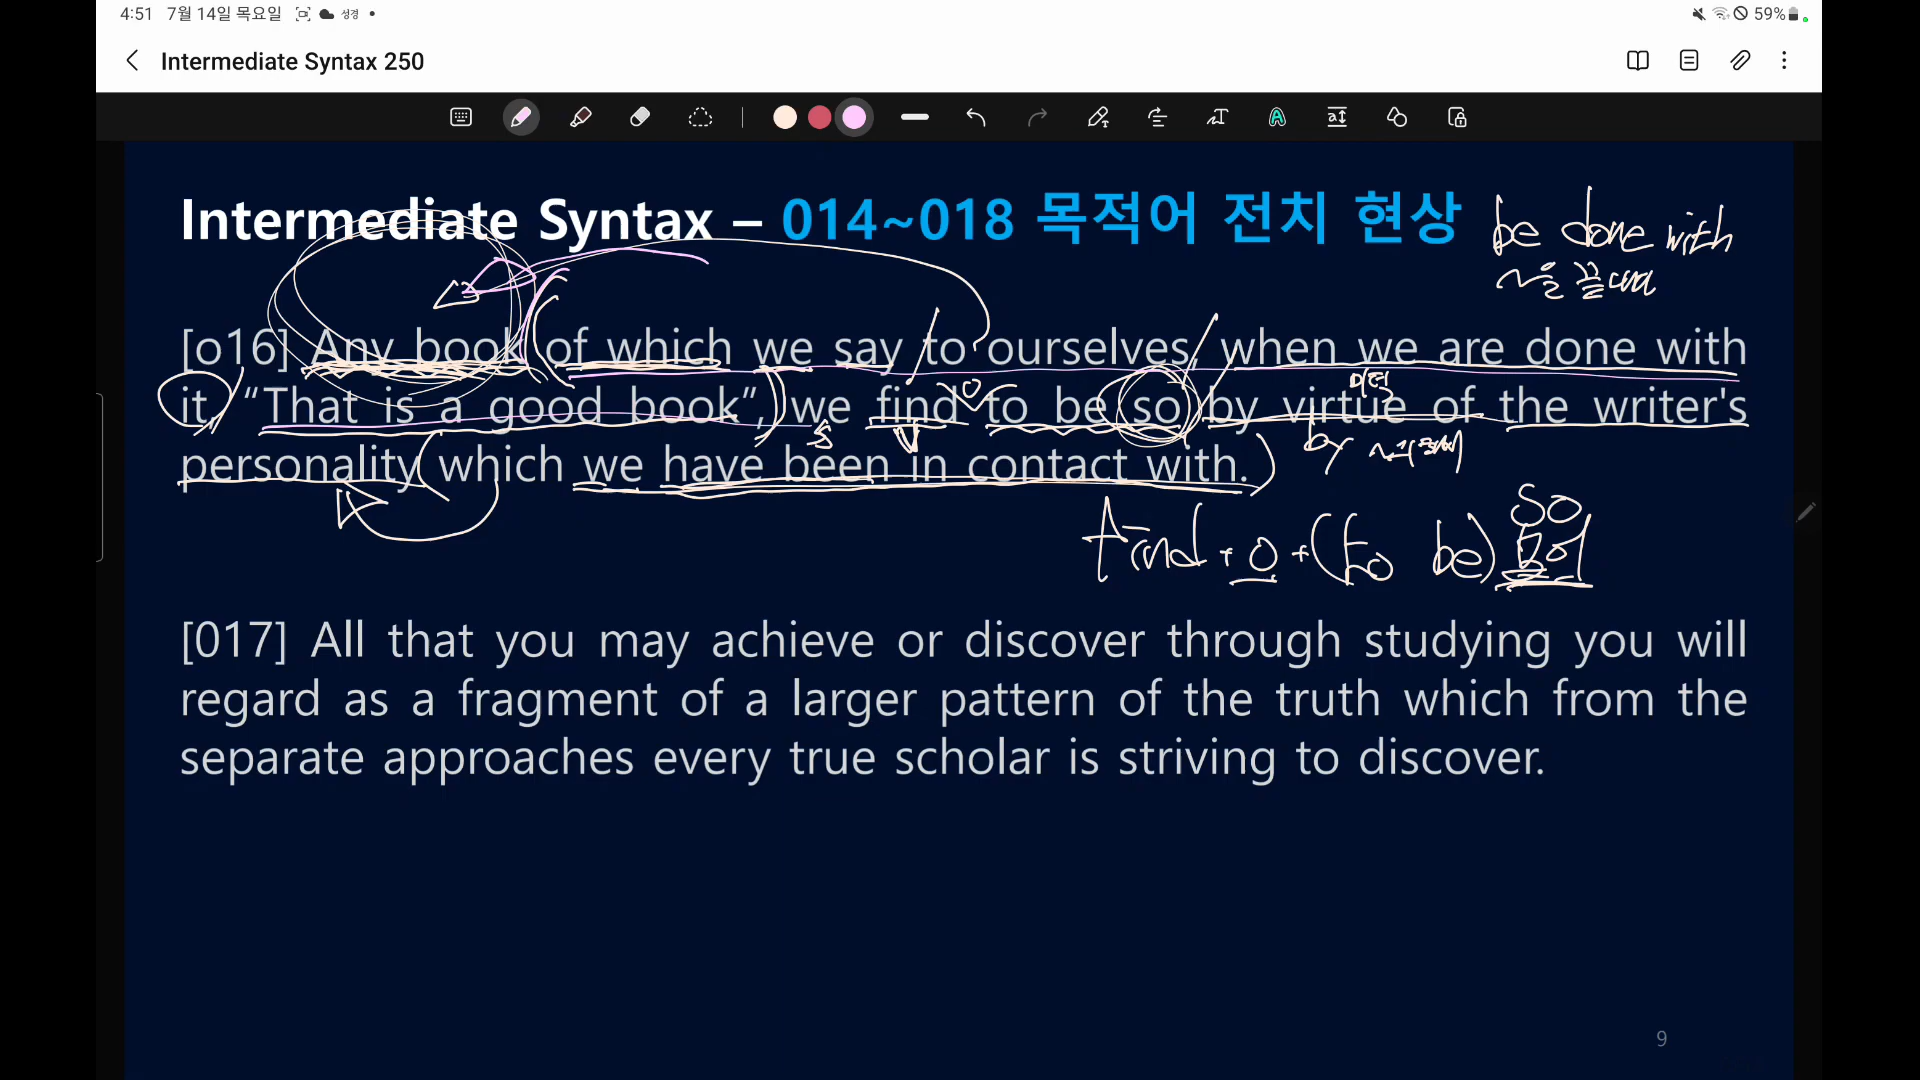 4:51 7월 14일 목요일 성경 •
59%
Intermediate Syntax 250
Intermediate Syntax – 014~018 목적어 전치 현상
be done with
~을 끝내다
[o16] Any book of which we say to ourselves, when we are done with
it, “That is a good book”, we find to be so by virtue of the writer's
personality which we have been in contact with.
S V
by
find + O + (to be) 보어
so
[017] All that you may achieve or discover through studying you will
regard as a fragment of a larger pattern of the truth which from the
separate approaches every true scholar is striving to discover.
9